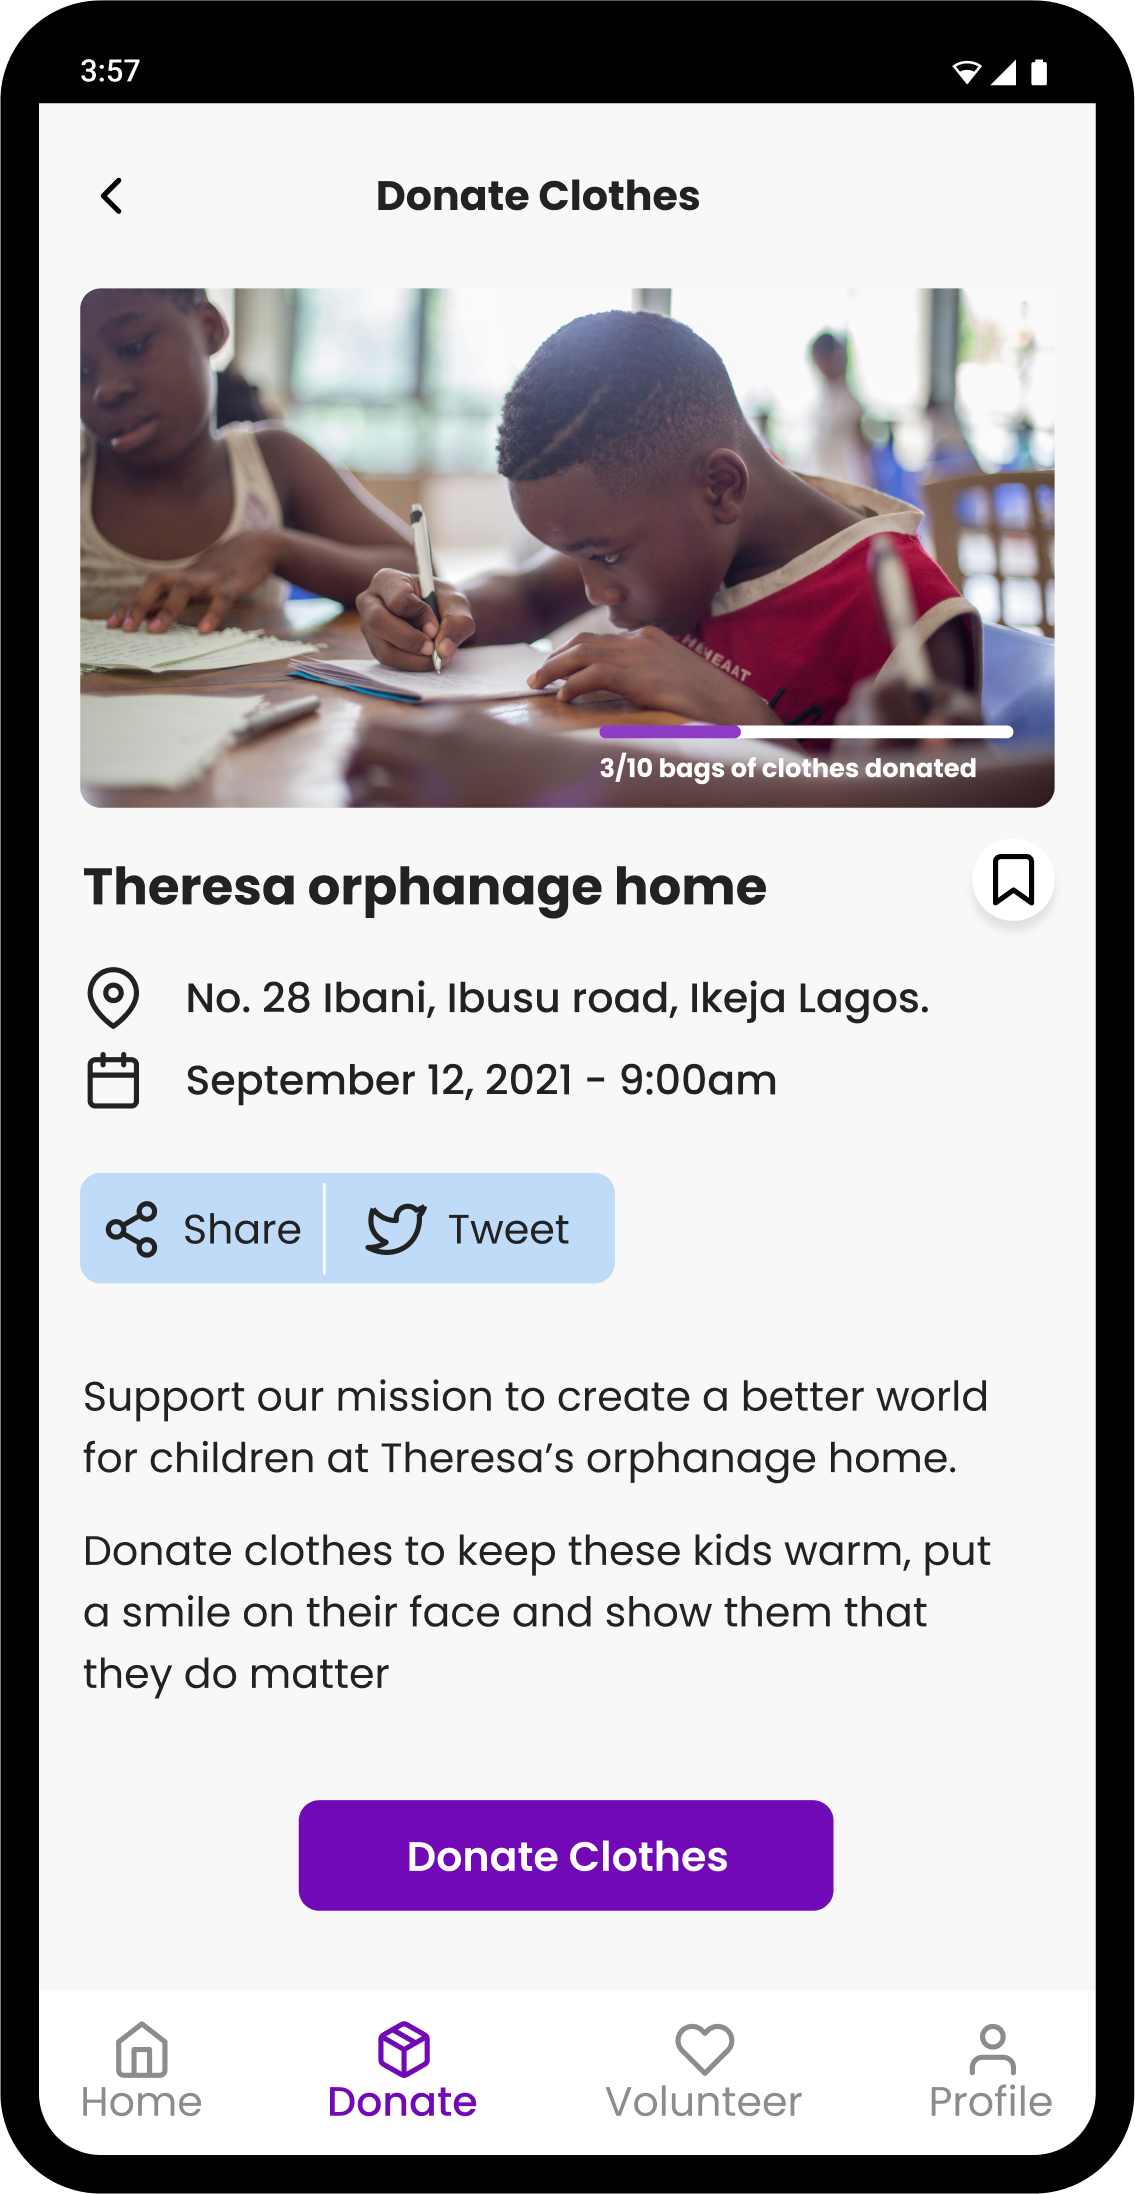 3:57
Donate Clothes
3/10 bags of clothes donated
Theresa orphanage home
No. 28 Ibani, Ibusu road, Ikeja Lagos.
September 12, 2021 - 9:00am
Share
Tweet
Support our mission to create a better world
for children at Theresa’s orphanage home.
Donate clothes to keep these kids warm, put
a smile on their face and show them that
they do matter
Donate Clothes
Home
Donate
Volunteer
Profile